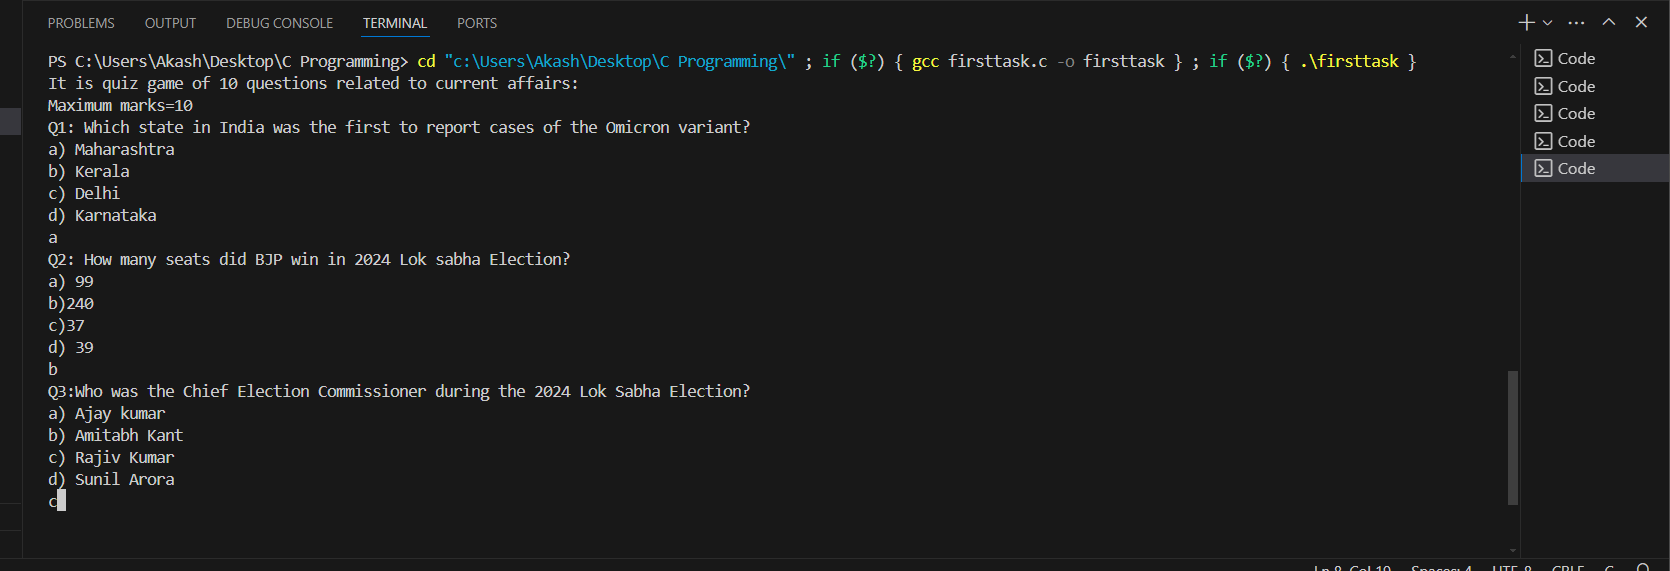 PROBLEMS OUTPUT DEBUG CONSOLE TERMINAL PORTS
PS C:\Users\Akash\Desktop\C Programming> cd "c:\Users\Akash\Desktop\C Programming\" ; if ($?) { gcc firsttask.c -o firsttask } ; if ($?) { .\firsttask }
It is quiz game of 10 questions related to current affairs:
Maximum marks=10
Q1: Which state in India was the first to report cases of the Omicron variant?
a) Maharashtra
b) Kerala
c) Delhi
d) Karnataka
a
Q2: How many seats did BJP win in 2024 Lok sabha Election?
a) 99
b)240
c)37
d) 39
b
Q3:Who was the Chief Election Commissioner during the 2024 Lok Sabha Election?
a) Ajay kumar
b) Amitabh Kant
c) Rajiv Kumar
d) Sunil Arora
c
Code
Code
Code
Code
Code
Ln 8, Col 19 Spaces: 4 UTF-8 CRLF C